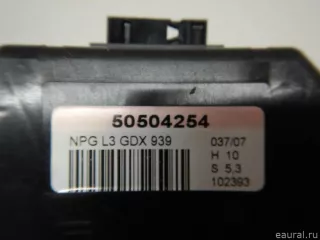 50504254
NPG L3 GDX 939
037/07
H 10
S 5,3
102393
eaural.ru